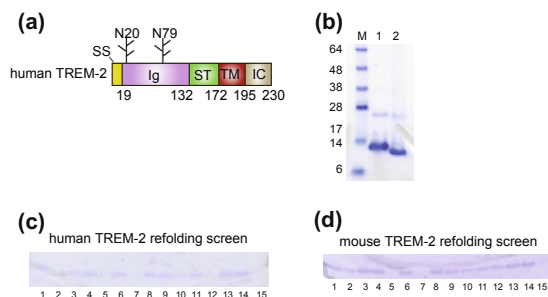 (a)
N20 N79
SS
human TREM-2
Ig ST TM IC
19 132 172 195 230
(b)
M 1 2
64
48
38
28
17
14
6
(c)
human TREM-2 refolding screen
1 2 3 4 5 6 7 8 9 10 11 12 13 14 15
(d)
mouse TREM-2 refolding screen
1 2 3 4 5 6 7 8 9 10 11 12 13 14 15